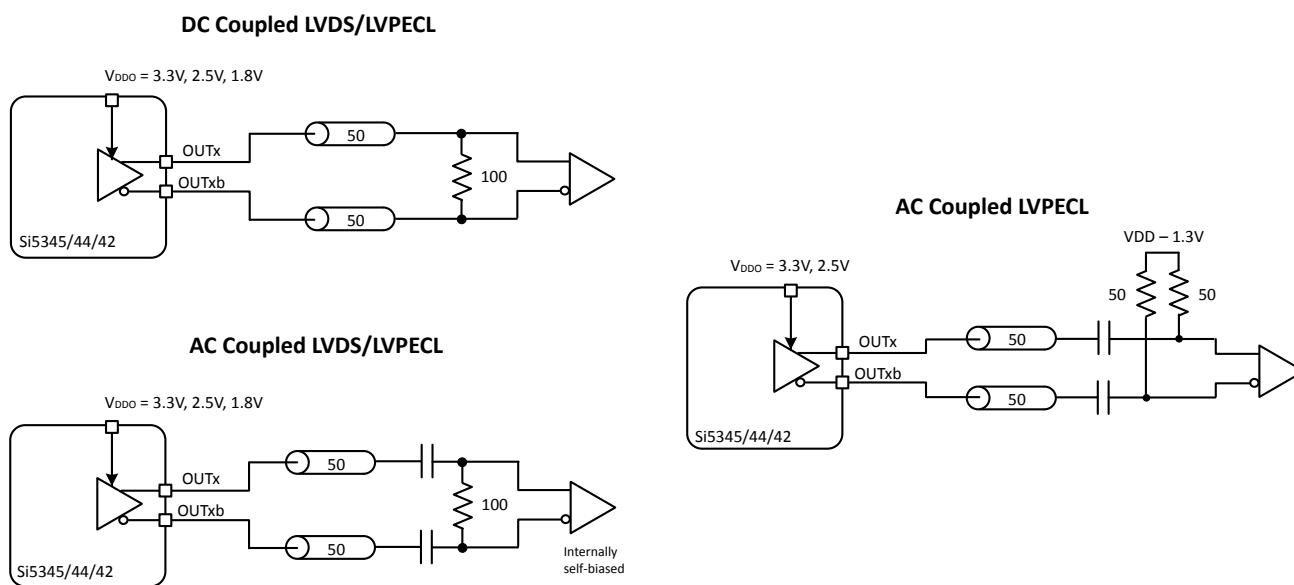 DC Coupled LVDS/LVPECL
VDDO = 3.3V, 2.5V, 1.8V
OUTx
OUTxb
50
50
100
Si5345/44/42
AC Coupled LVDS/LVPECL
VDDO = 3.3V, 2.5V, 1.8V
OUTx
OUTxb
50
50
100
Si5345/44/42
Internally
self-biased
AC Coupled LVPECL
VDD – 1.3V
VDDO = 3.3V, 2.5V
50
50
OUTx
OUTxb
50
50
Si5345/44/42